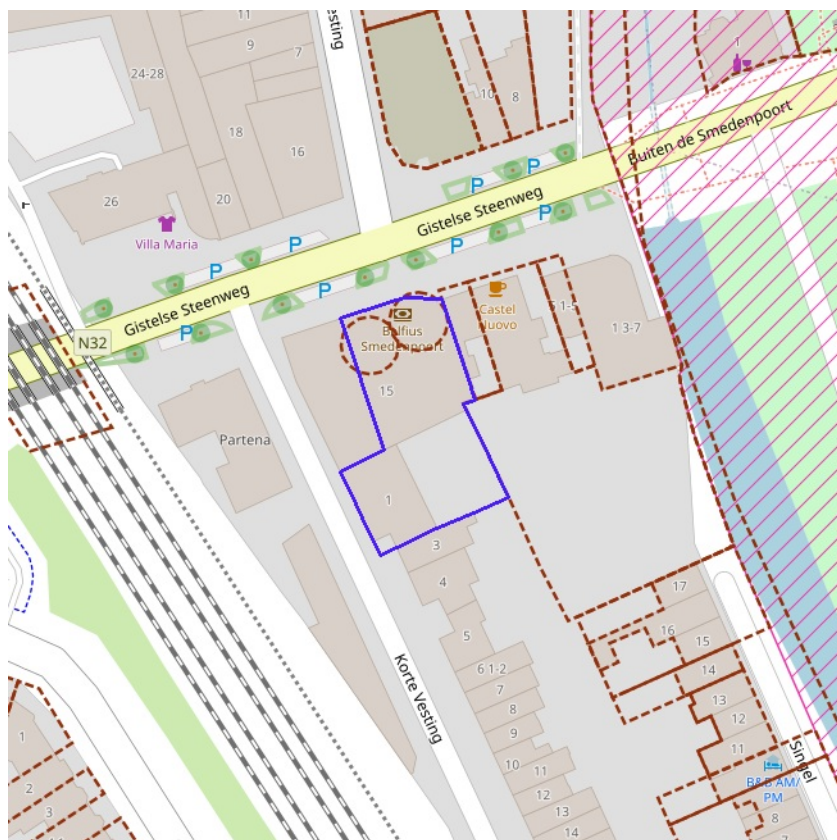 11
9
7
Vesting
24-28
18
16
10
8
1
26
20
Villa Maria
P
P
P
P
P
P
P
Buiten de Smedenpoort
Gistelse Steenweg
Gistelse Steenweg
N32
Belfius
Smedenpoort
Castel
Nuovo
1-5
1 3-7
15
Partena
1
3
4
5
6 1-2
7
8
9
10
11
12
13
14
Korte Vesting
17
16
15
14
13
12
11
Singel
B&B AM/
PM
8
7
1
2
3